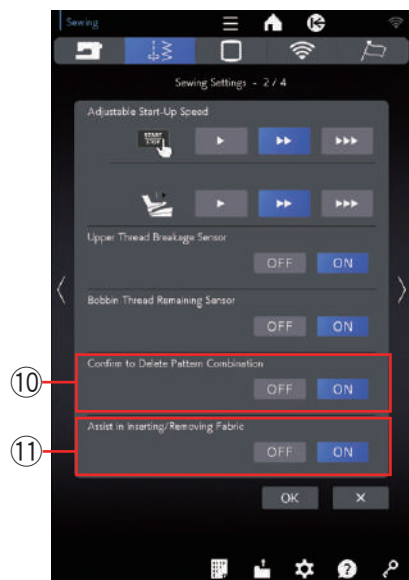 Sewing
Sewing Settings - 2 / 4
Adjustable Start-Up Speed
START
STOP
Upper Thread Breakage Sensor
OFF ON
Bobbin Thread Remaining Sensor
OFF ON
⑩ Confirm to Delete Pattern Combination
OFF ON
⑪ Assist in Inserting/Removing Fabric
OFF ON
OK X
?